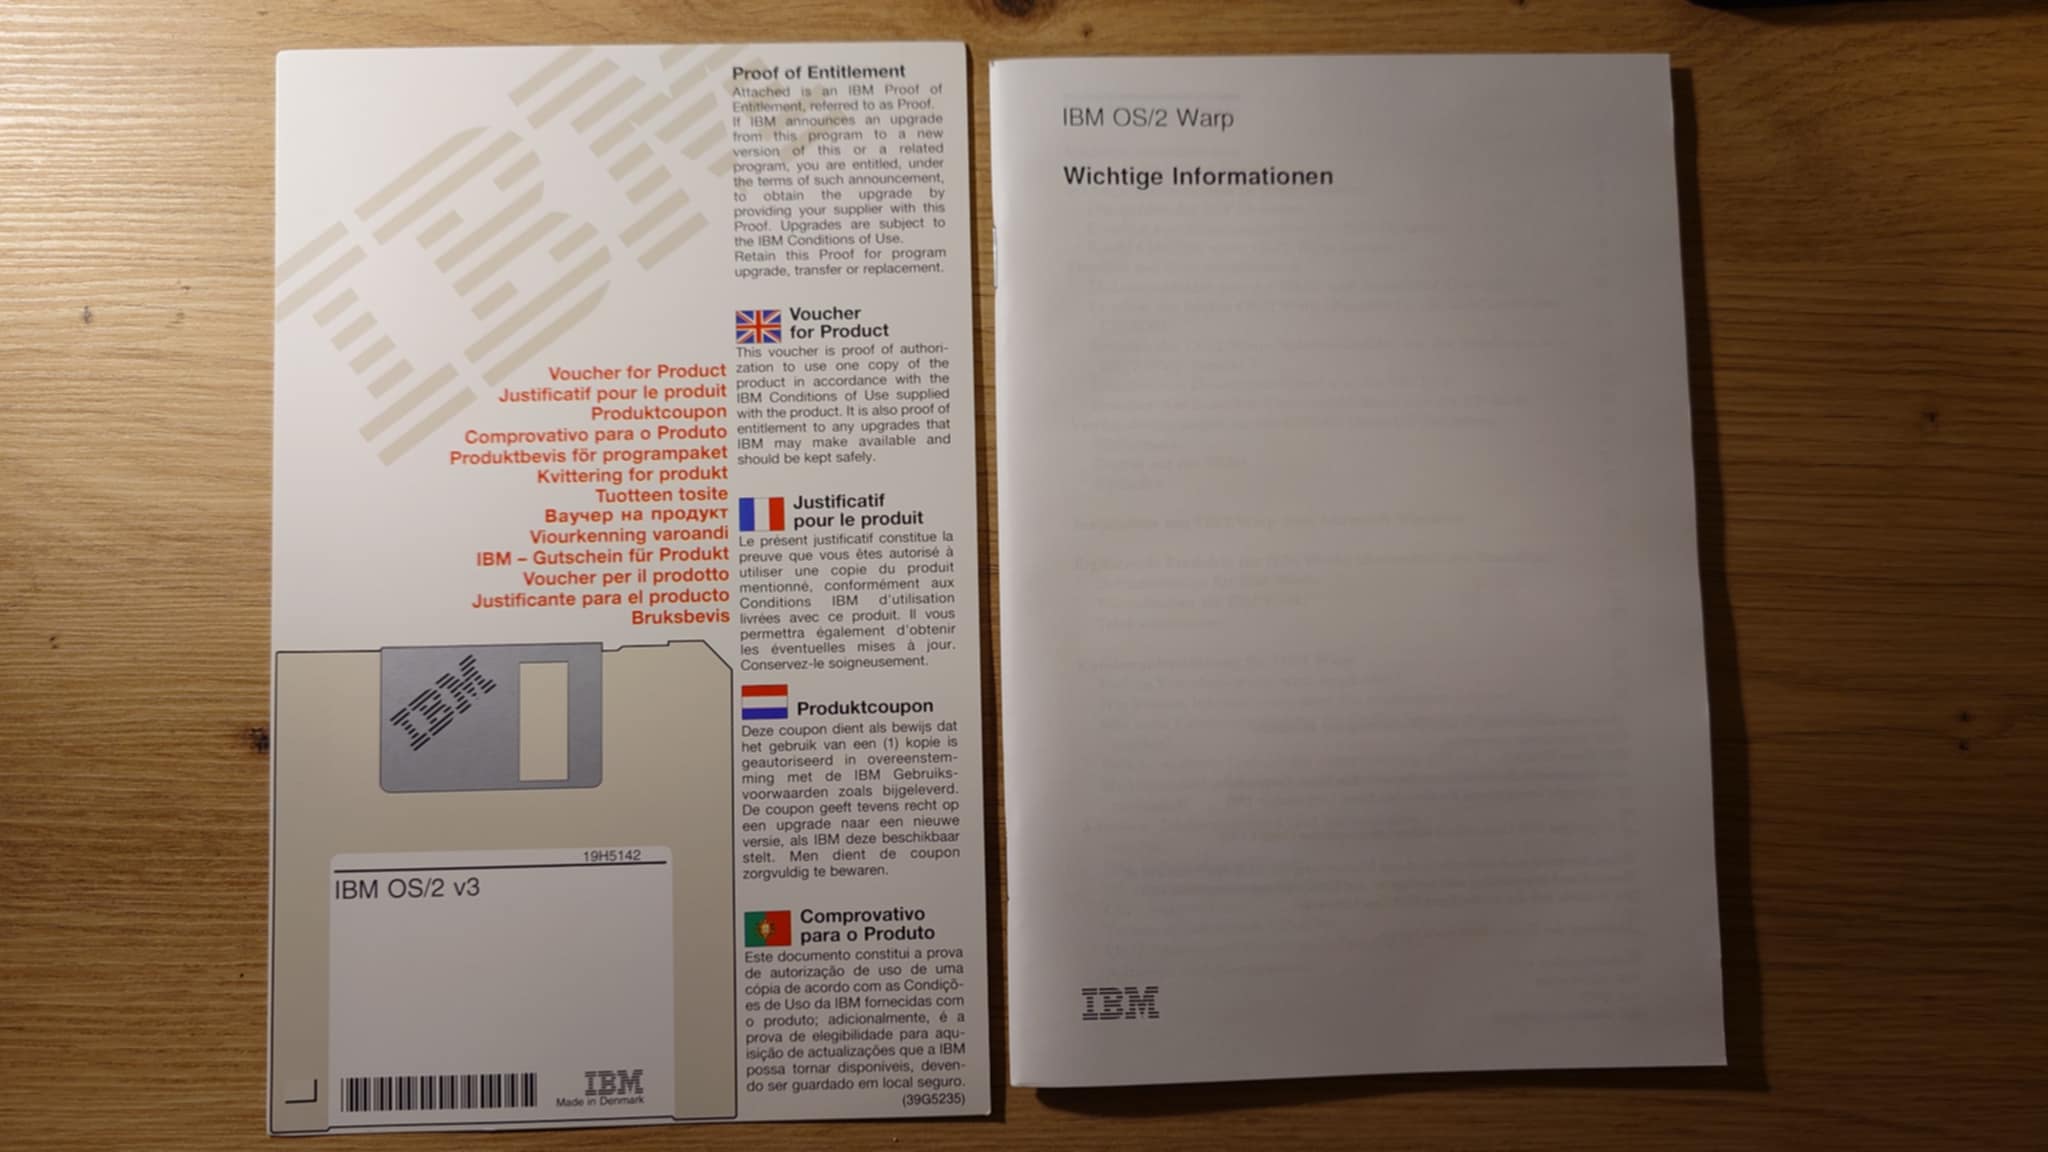 Proof of Entitlement
Attached is an IBM Proof of
Entitlement, referred to as Proof.
If IBM announces an upgrade
from this program to a new
version of this or a related
program, you are entitled, under
the terms of such announcement,
to obtain the upgrade by
providing your supplier with this
Proof. Upgrades are subject to
the IBM Conditions of Use.
Retain this Proof for program
upgrade, transfer or replacement.
IBM
Voucher for Product
Justificatif pour le produit
Produktcoupon
Comprovativo para o Produto
Produktbevis för programpaket
Kvittering for produkt
Tuotteen tosite
Ваучер на продукт
Viourkenning varoandi
IBM – Gutschein für Produkt
Voucher per il prodotto
Justificante para el producto
Bruksbevis
Voucher
for Product
This voucher is proof of authori-
zation to use one copy of the
product in accordance with the
IBM Conditions of Use supplied
with the product. It is also proof of
entitlement to any upgrades that
IBM may make available and
should be kept safely.
Justificatif
pour le produit
Le présent justificatif constitue la
preuve que vous êtes autorisé à
utiliser une copie du produit
mentionné, conformément aux
Conditions IBM d'utilisation
livrées avec ce produit. Il vous
permettra également d'obtenir
les éventuelles mises à jour.
Conservez-le soigneusement.
Produktcoupon
Deze coupon dient als bewijs dat
het gebruik van een (1) kopie is
geautoriseerd in overeenstem-
ming met de IBM Gebruiks-
voorwaarden zoals bijgeleverd.
De coupon geeft tevens recht op
een upgrade naar een nieuwe
versie, als IBM deze beschikbaar
stelt. Men dient de coupon
zorgvuldig te bewaren.
Comprovativo
para o Produto
Este documento constitui a prova
de autorização de uso de uma
cópia de acordo com as Condiçõ-
es de Uso da IBM fornecidas com
o produto; adicionalmente, é a
prova de elegibilidade para aqu-
isição de actualizações que a IBM
possa tornar disponíveis, deven-
do ser guardado em local seguro.
(39G5235)
IBM
19H5142
IBM OS/2 v3
IBM
Made in Denmark
IBM OS/2 Warp
Wichtige Informationen
IBM